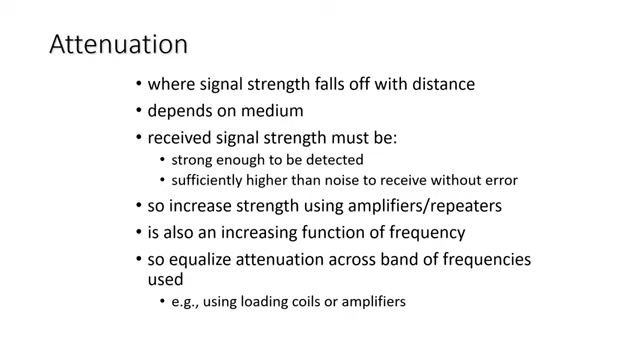 Attenuation
• where signal strength falls off with distance
• depends on medium
• received signal strength must be:
• strong enough to be detected
• sufficiently higher than noise to receive without error
• so increase strength using amplifiers/repeaters
• is also an increasing function of frequency
• so equalize attenuation across band of frequencies
used
• e.g., using loading coils or amplifiers